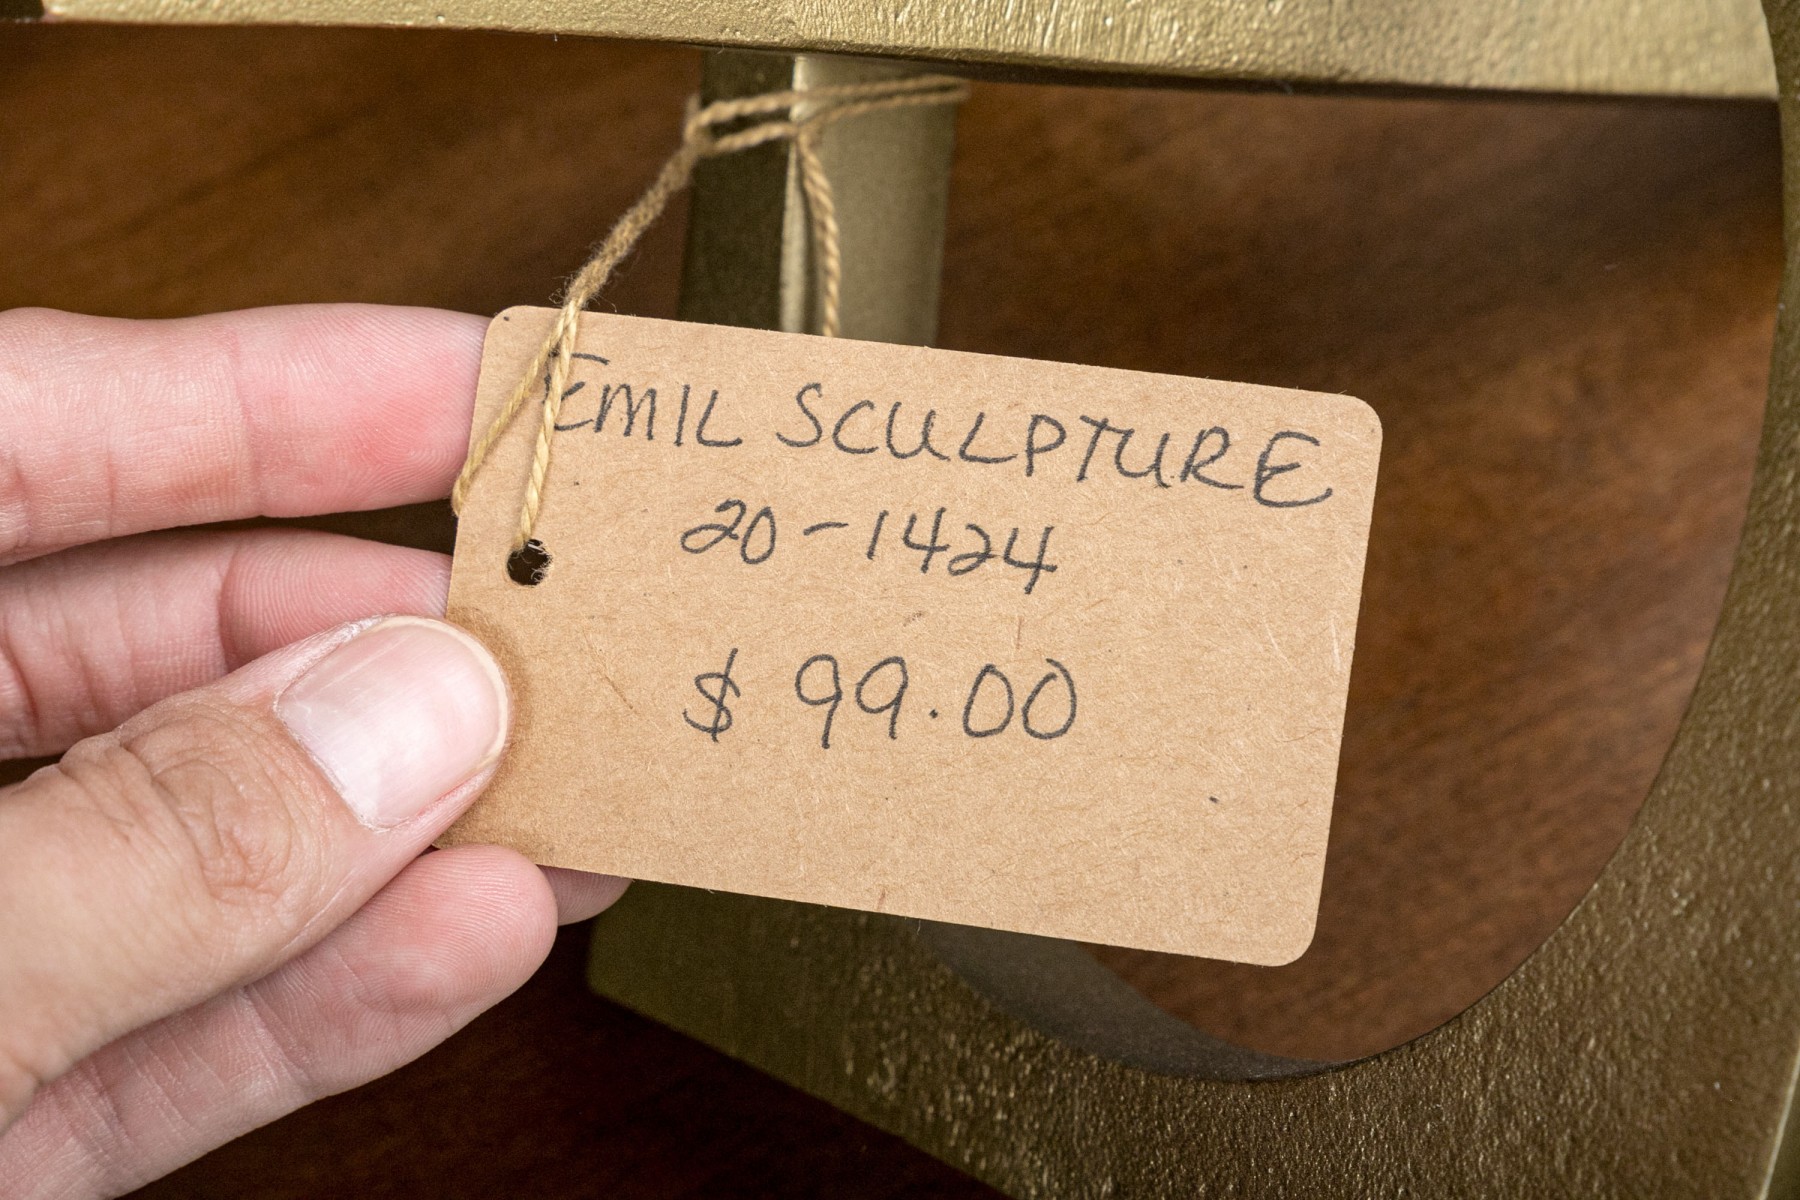 EMIL SCULPTURE
20-1424
$ 99.00